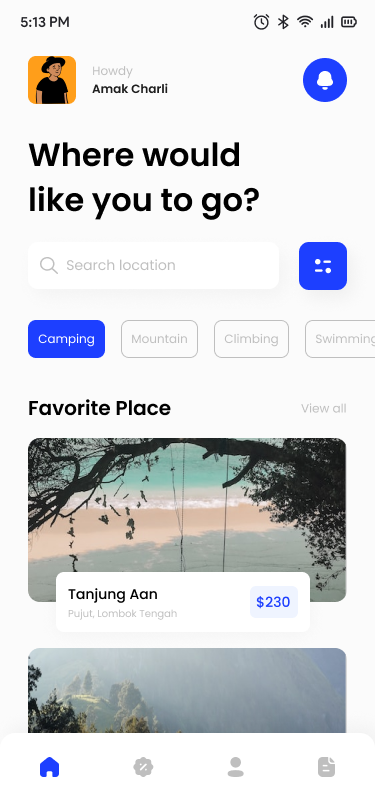 5:13 PM
Howdy
Amak Charli
Where would
like you to go?
Search location
Camping
Mountain
Climbing
Swimming
Favorite Place
View all
Tanjung Aan
Pujut, Lombok Tengah
$230